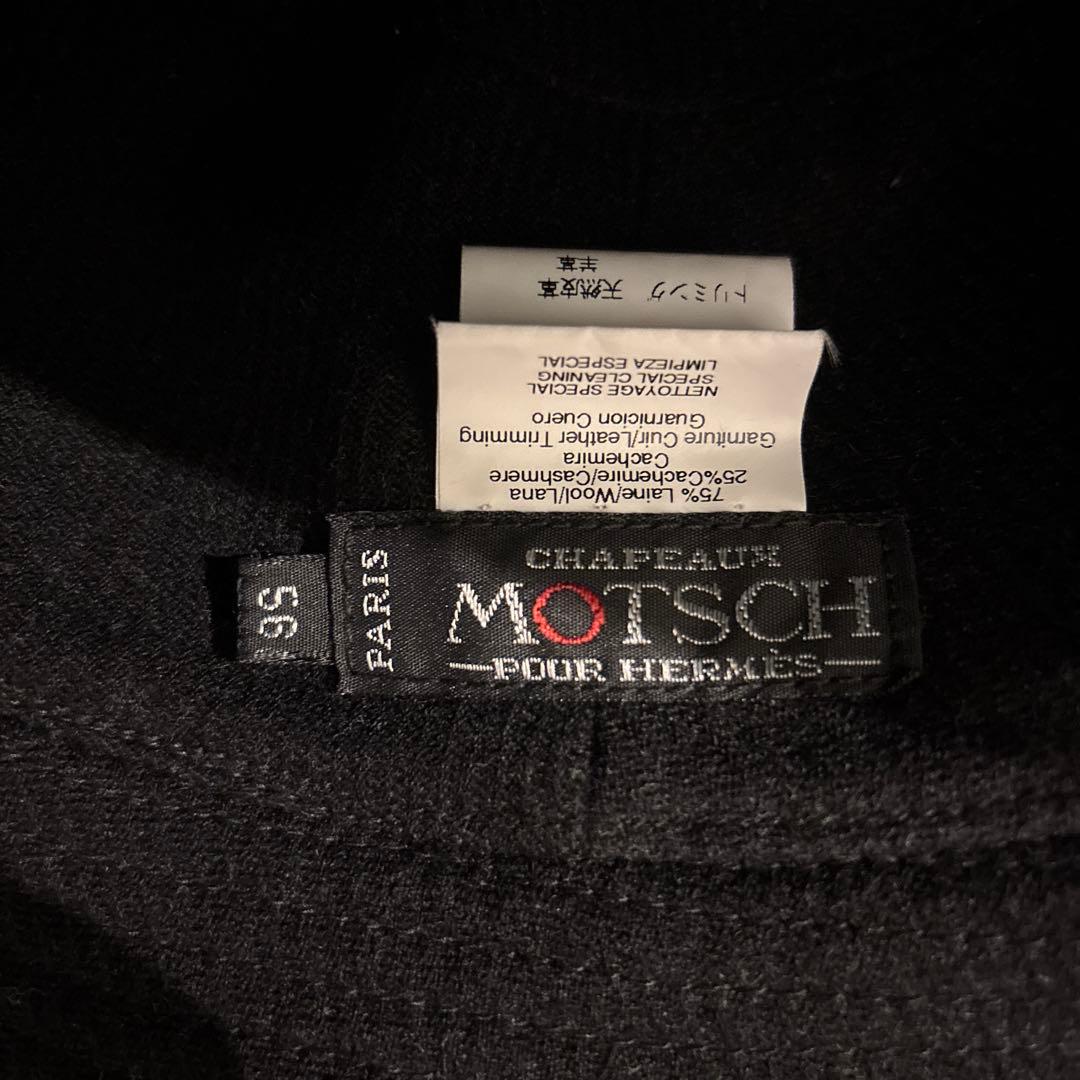 CHAPEAUX
MOTSCH
POUR HERMÈS
PARIS
56
75% Laine/Wool/Lana
25%Cachemire/Cashmere
Cachemira
Garniture Cuir/Leather Trimming
Guarnicion Cuero
NETTOYAGE SPECIAL
SPECIAL CLEANING
LIMPIEZA ESPECIAL
トリミング 天然皮革
羊革